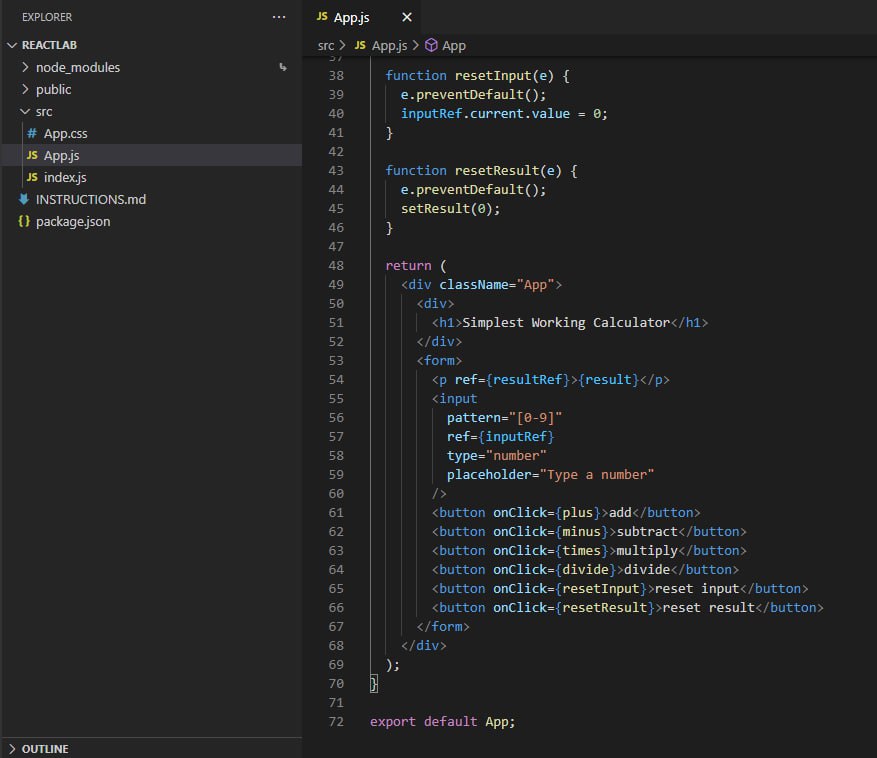 EXPLORER
REACTLAB
node_modules
public
src
# App.css
JS App.js
JS index.js
INSTRUCTIONS.md
{} package.json
OUTLINE
JS App.js
src > JS App.js > App
37
38 function resetInput(e) {
39 e.preventDefault();
40 inputRef.current.value = 0;
41 }
42
43 function resetResult(e) {
44 e.preventDefault();
45 setResult(0);
46 }
47
48 return (
49 <div className="App">
50 <div>
51 <h1>Simplest Working Calculator</h1>
52 </div>
53 <form>
54 <p ref={resultRef}>{result}</p>
55 <input
56 pattern="[0-9]"
57 ref={inputRef}
58 type="number"
59 placeholder="Type a number"
60 />
61 <button onClick={plus}>add</button>
62 <button onClick={minus}>subtract</button>
63 <button onClick={times}>multiply</button>
64 <button onClick={divide}>divide</button>
65 <button onClick={resetInput}>reset input</button>
66 <button onClick={resetResult}>reset result</button>
67 </form>
68 </div>
69 );
70 }
71
72 export default App;